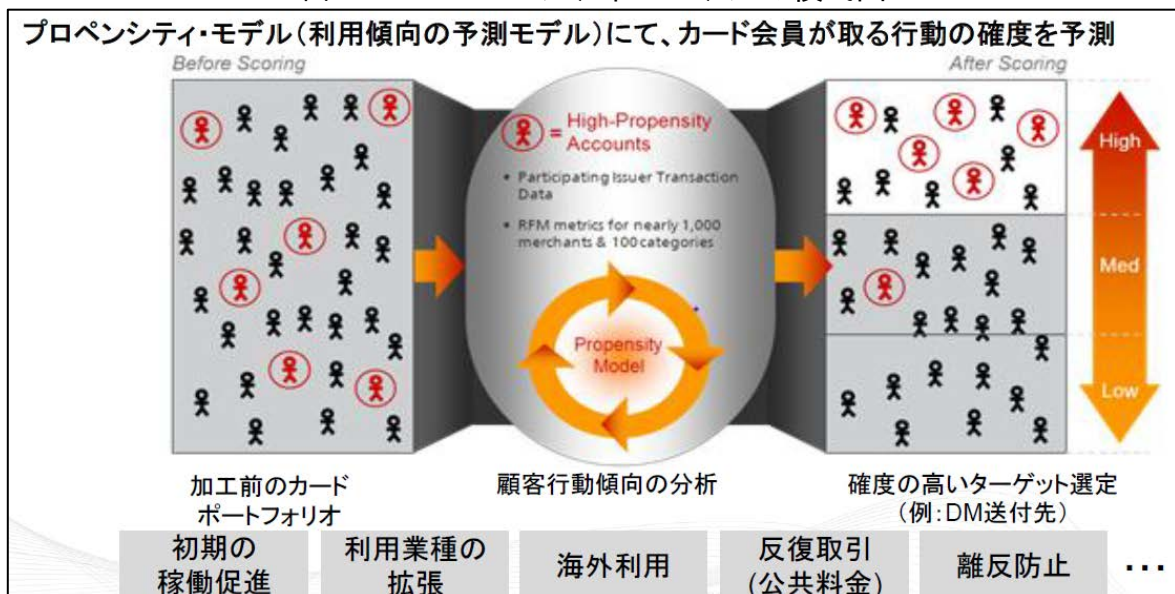 プロペンシティ・モデル（利用傾向の予測モデル）にて、カード会員が取る行動の確度を予測
Before Scoring
After Scoring
= High-Propensity
Accounts
• Participating Issuer Transaction
Data
• RFM metrics for nearly 1,000
merchants & 100 categories
Propensity
Model
High
Med
Low
加工前のカード
ポートフォリオ
顧客行動傾向の分析
確度の高いターゲット選定
（例：DM送付先）
初期の
稼働促進
利用業種の
拡張
海外利用
反復取引
(公共料金)
離反防止
…